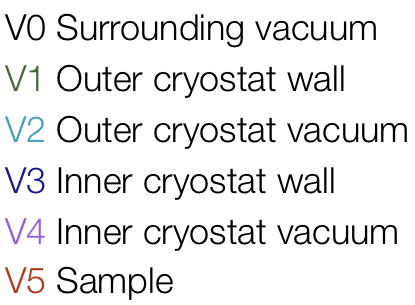 V0 Surrounding vacuum
V1 Outer cryostat wall
V2 Outer cryostat vacuum
V3 Inner cryostat wall
V4 Inner cryostat vacuum
V5 Sample